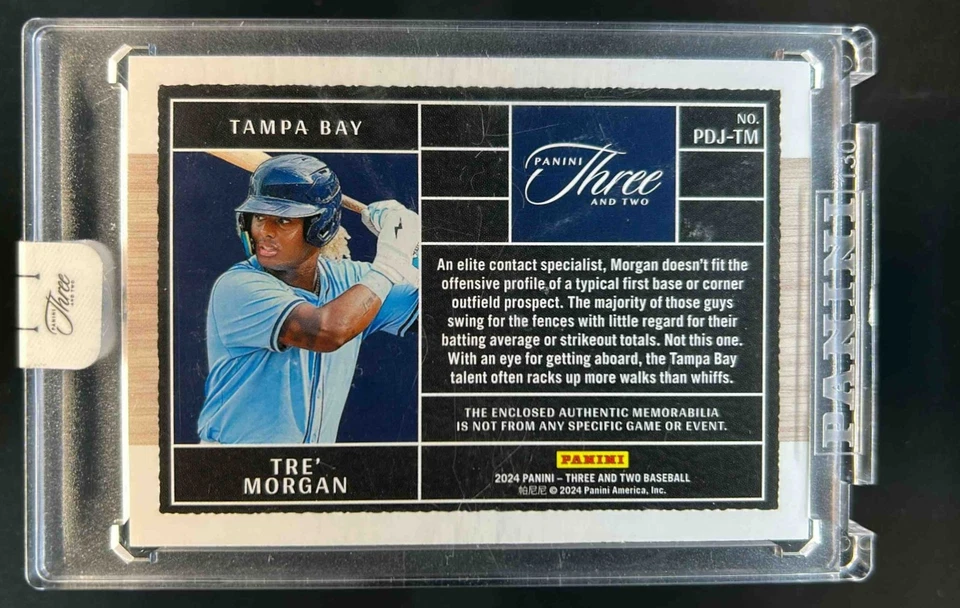 TAMPA BAY
PANINI
Three
AND TWO
NO.
PDJ-TM
An elite contact specialist, Morgan doesn't fit the
offensive profile of a typical first base or corner
outfield prospect. The majority of those guys
swing for the fences with little regard for their
batting average or strikeout totals. Not this one.
With an eye for getting aboard, the Tampa Bay
talent often racks up more walks than whiffs.
THE ENCLOSED AUTHENTIC MEMORABILIA
IS NOT FROM ANY SPECIFIC GAME OR EVENT.
TRE'
MORGAN
PANINI
2024 PANINI – THREE AND TWO BASEBALL
帕尼尼 © 2024 Panini America, Inc.
PANINI
Three
AND TWO
PANINI
130